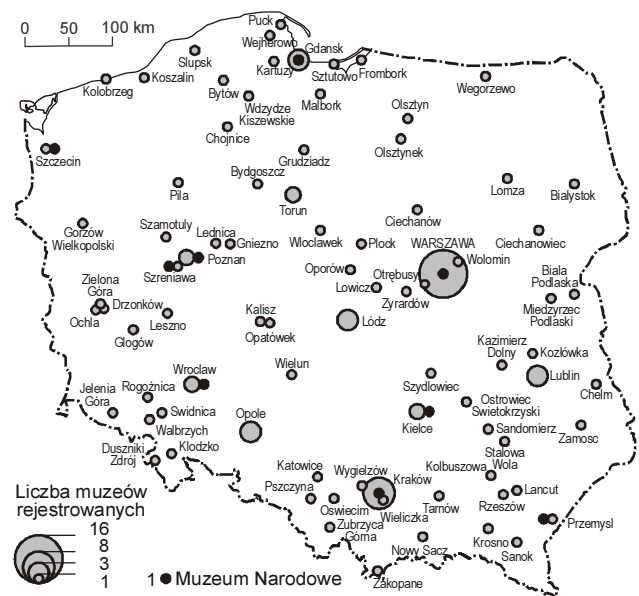 0 50 100 km
Puck
Wejherowo
Gdansk
Slupsk
Kartuzy
Sztutowo
Frombork
Koszalin
Kolobrzeg
Bytów
Malbork
Wegorzewo
Wdzydze
Kiszewskie
Olsztyn
Chojnice
Olsztynek
Szczecin
Grudziadz
Bydgoszcz
Pila
Torun
Lomza
Bialystok
Ciechanów
Gorzów
Wielkopolski
Szamotuly
Lednica
Gniezno
Wloclawek
Plock
WARSZAWA
Ciechanowiec
Poznan
Wolomin
Szreniawa
Oporów
Otrębusy
Biala
Podlaska
Zielona
Góra
Lowicz
Zyrardów
Miedzyrzec
Podlaski
Drzonków
Ochla
Leszno
Kalisz
Lódz
Glogów
Opatówek
Kazimierz
Dolny
Kozlówka
Wroclaw
Wielun
Szydlowiec
Lublin
Jelenia
Góra
Rogoźnica
Chelm
Ostrowiec
Swietokrzyski
Swidnica
Opole
Kielce
Walbrzych
Sandomierz
Zamosc
Duszniki
Zdrój
Klodzko
Stalowa
Wola
Katowice
Wygielzów
Kraków
Kolbuszowa
Pszczyna
Lancut
Oswiecim
Wieliczka
Tarnów
Rzeszów
Zubrzyca
Górna
Przemysl
Nowy Sacz
Krosno
Sanok
Zakopane
Liczba muzeów
rejestrowanych
16
8
3
1
1 Muzeum Narodowe